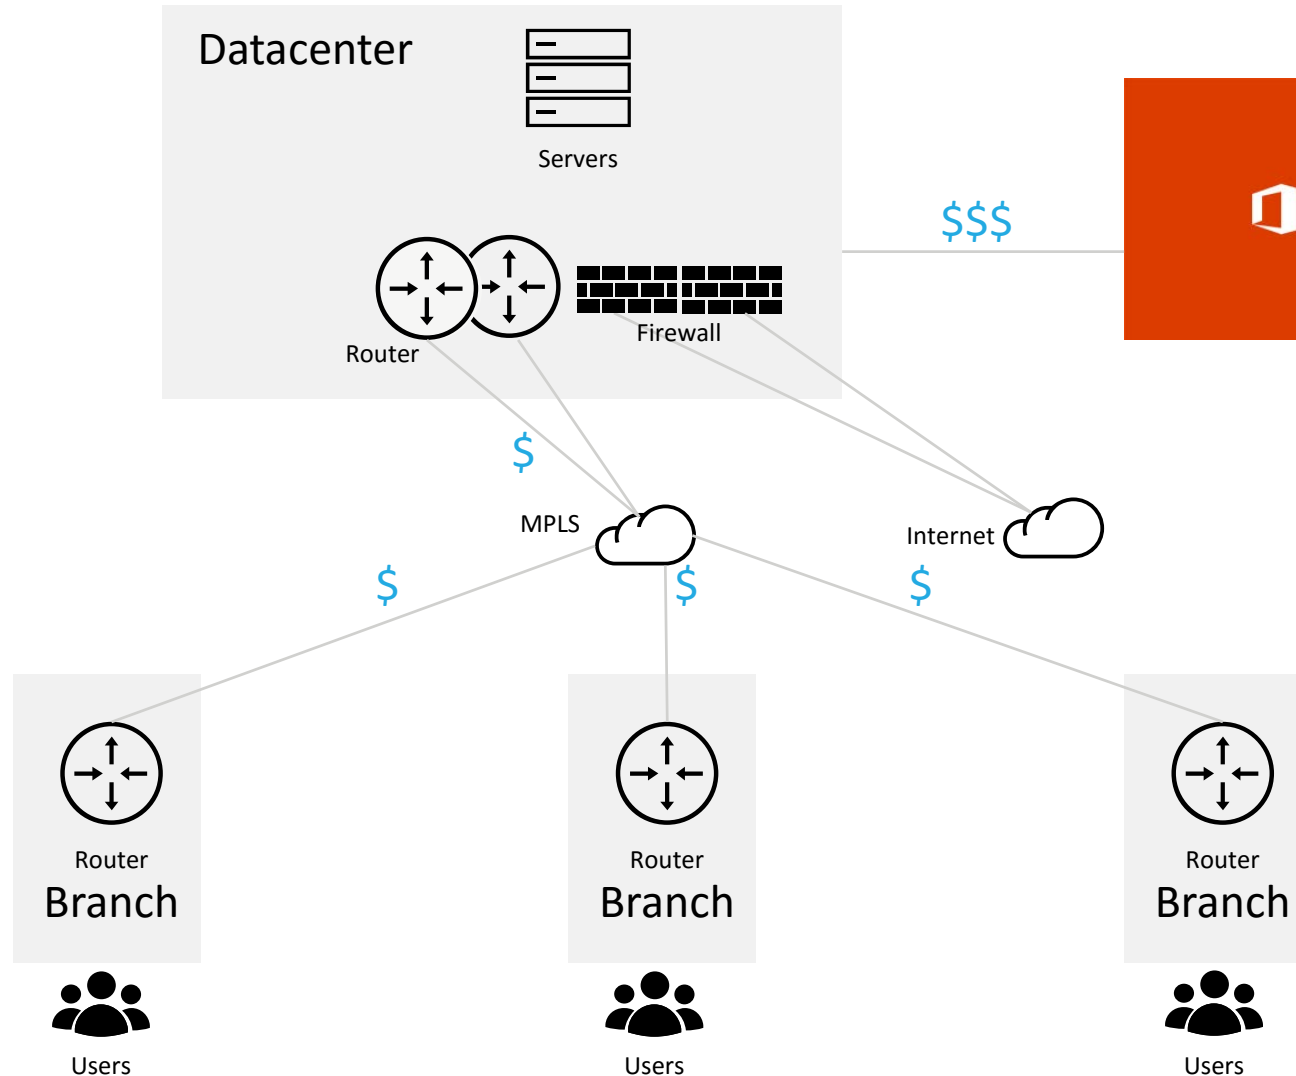 Datacenter
Servers
$$$
Router
Firewall
$
MPLS
Internet
$
$
$
Router
Router
Router
Branch
Branch
Branch
Users
Users
Users